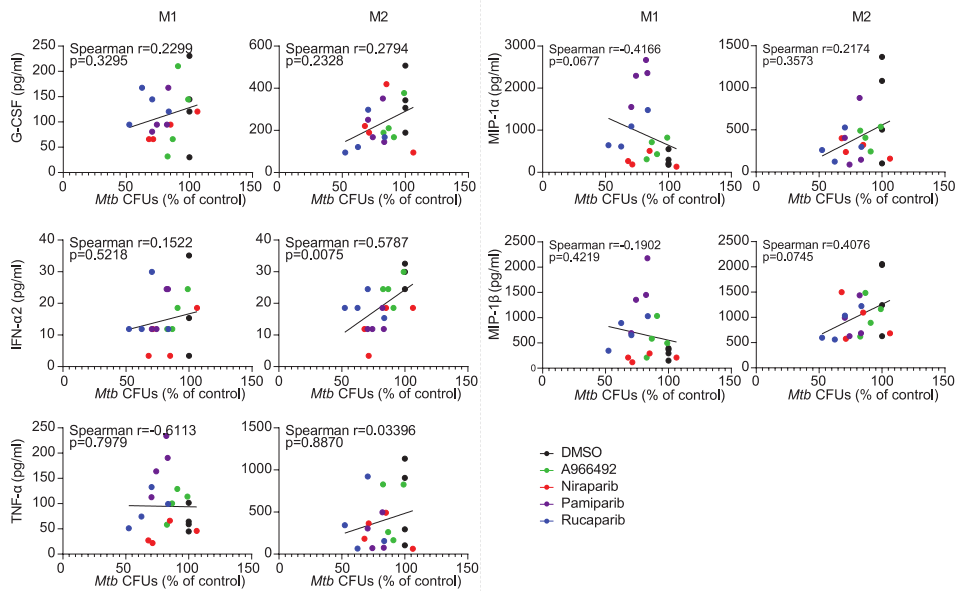 M1
M2
M1
M2
Spearman r=0.2299
p=0.3295
G-CSF (pg/ml)
250
200
150
100
50
0
0
50
100
150
Mtb CFUs (% of control)
Spearman r=0.2794
p=0.2328
600
400
200
0
0
50
100
150
Mtb CFUs (% of control)
Spearman r=-0.4166
p=0.0677
MIP-1α (pg/ml)
3000
2000
1000
0
0
50
100
150
Mtb CFUs (% of control)
Spearman r=0.2174
p=0.3573
1500
1000
500
0
0
50
100
150
Mtb CFUs (% of control)
Spearman r=0.1522
p=0.5218
IFN-α2 (pg/ml)
40
30
20
10
0
0
50
100
150
Mtb CFUs (% of control)
Spearman r=0.5787
p=0.0075
40
30
20
10
0
0
50
100
150
Mtb CFUs (% of control)
Spearman r=-0.1902
p=0.4219
MIP-1β (pg/ml)
2500
2000
1500
1000
500
0
0
50
100
150
Mtb CFUs (% of control)
Spearman r=0.4076
p=0.0745
2500
2000
1500
1000
500
0
0
50
100
150
Mtb CFUs (% of control)
Spearman r=-0.6113
p=0.7979
TNF-α (pg/ml)
250
200
150
100
50
0
0
50
100
150
Mtb CFUs (% of control)
Spearman r=0.03396
p=0.8870
1500
1000
500
0
0
50
100
150
Mtb CFUs (% of control)
DMSO
A966492
Niraparib
Pamiparib
Rucaparib